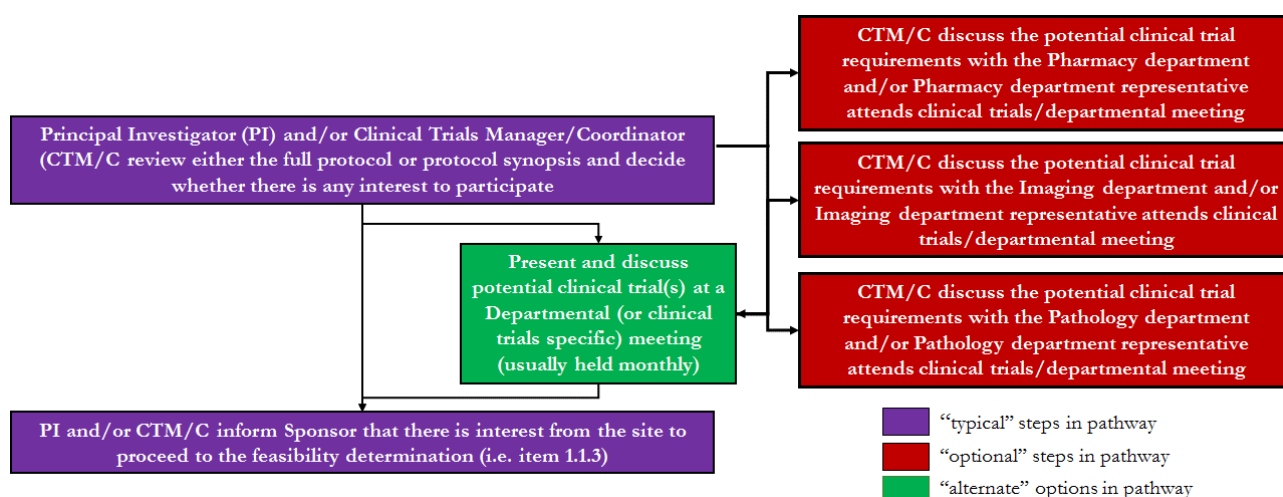 Principal Investigator (PI) and/or Clinical Trials Manager/Coordinator
(CTM/C review either the full protocol or protocol synopsis and decide
whether there is any interest to participate
CTM/C discuss the potential clinical trial
requirements with the Pharmacy department
and/or Pharmacy department representative
attends clinical trials/departmental meeting
CTM/C discuss the potential clinical trial
requirements with the Imaging department and/or
Imaging department representative attends clinical
trials/departmental meeting
Present and discuss
potential clinical trial(s) at a
Departmental (or clinical
trials specific) meeting
(usually held monthly)
CTM/C discuss the potential clinical trial
requirements with the Pathology department
and/or Pathology department representative
attends clinical trials/departmental meeting
PI and/or CTM/C inform Sponsor that there is interest from the site to
proceed to the feasibility determination (i.e. item 1.1.3)
“typical” steps in pathway
“optional” steps in pathway
“alternate” options in pathway